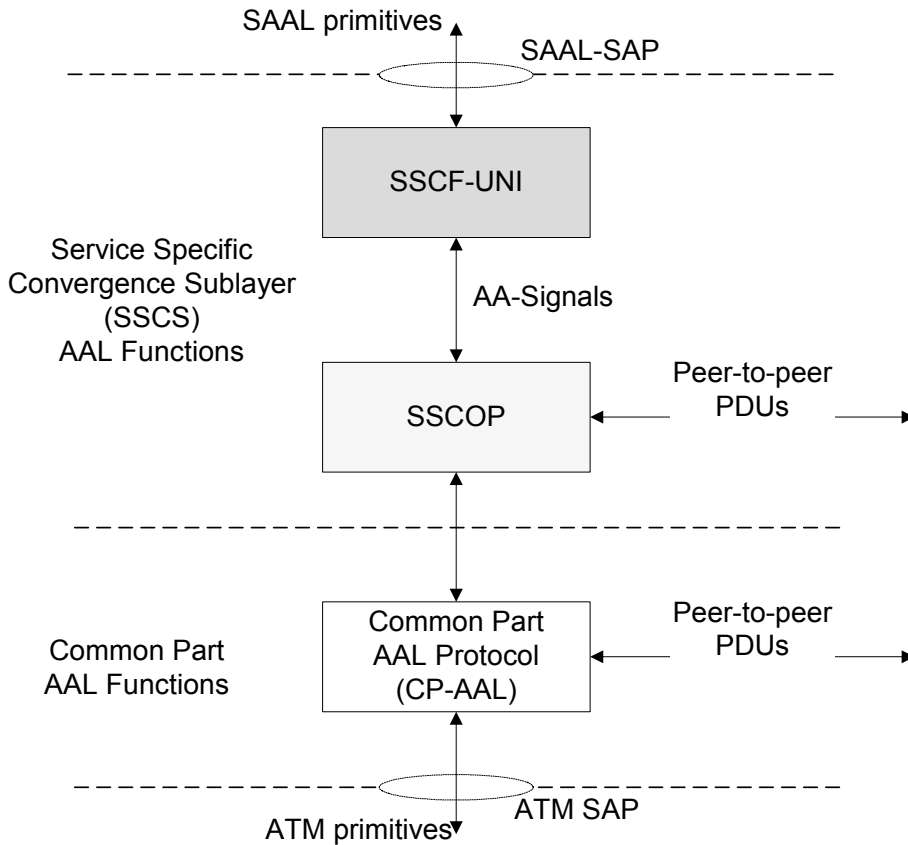 SAAL primitives
SAAL-SAP
SSCF-UNI
Service Specific
Convergence Sublayer
(SSCS)
AAL Functions
AA-Signals
SSCOP
Peer-to-peer
PDUs
Common Part
AAL Functions
Common Part
AAL Protocol
(CP-AAL)
Peer-to-peer
PDUs
ATM SAP
ATM primitives